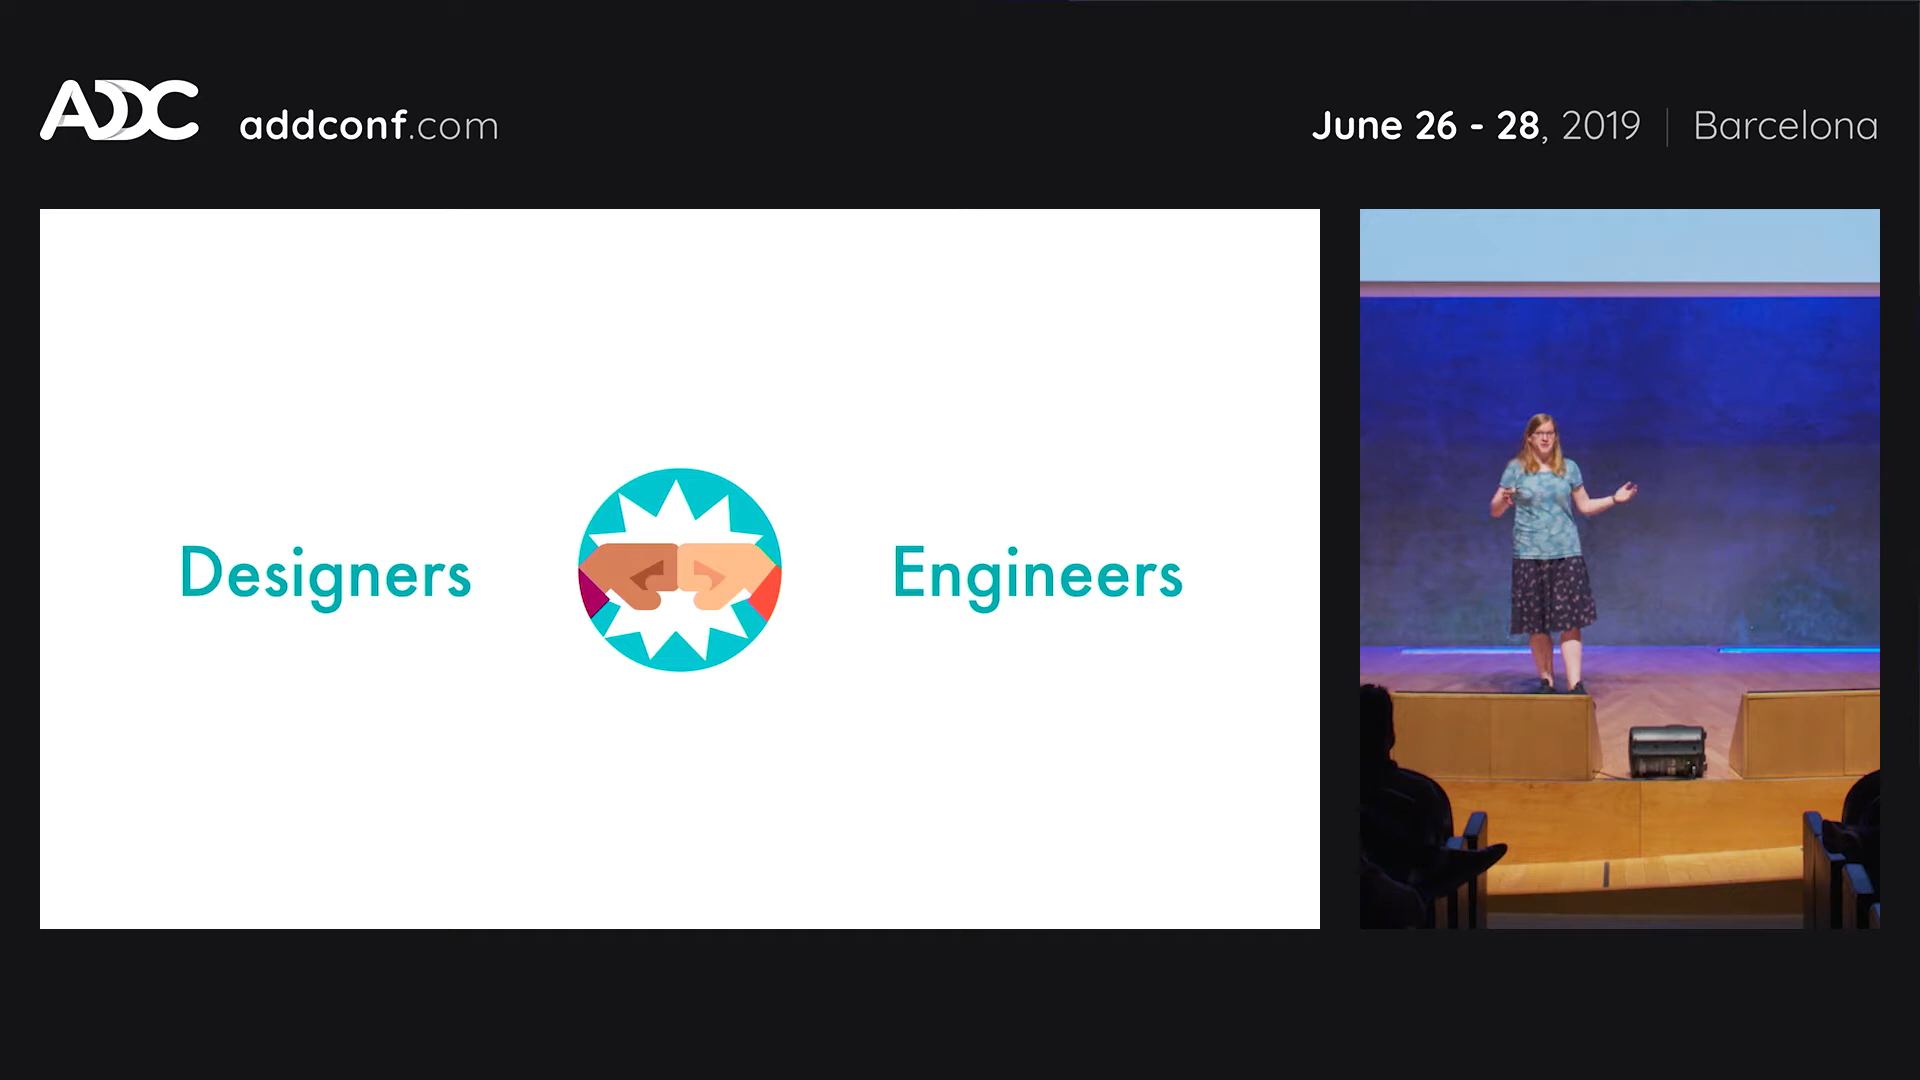 ADDC
addconf.com
June 26 - 28, 2019 | Barcelona
Designers
Engineers